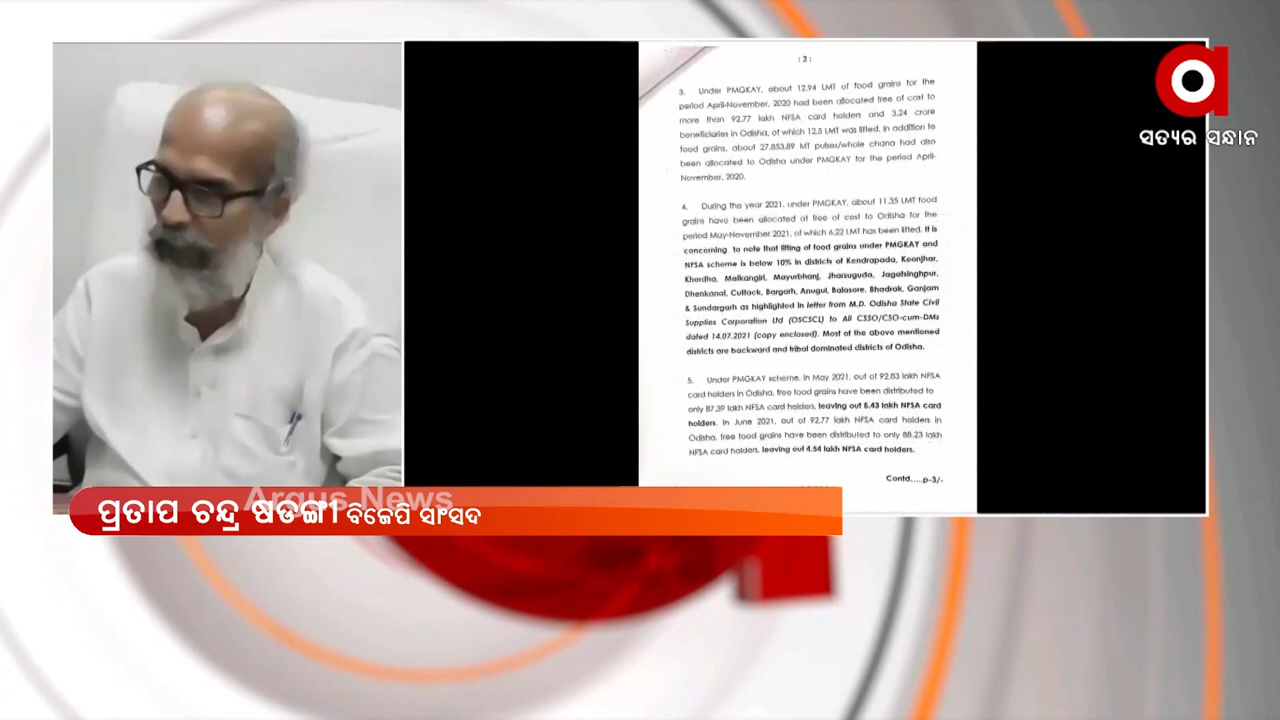 : 2 :
3. Under PMGKAY, about 12.94 LMT of food grains for the
period April-November, 2020 had been allocated free of cost to
more than 92.77 lakh NFSA card holders and 3.24 crore
beneficiaries in Odisha, of which 12.5 LMT was lifted. In addition to
food grains, about 27,853.89 MT pulses/whole chana had also
been allocated to Odisha under PMGKAY for the period April-
November, 2020.
4. During the year 2021, under PMGKAY, about 11.35 LMT food
grains have been allocated at free of cost to Odisha for the
period May-November 2021, of which 6.22 LMT has been lifted. It is
concerning to note that lifting of food grains under PMGKAY and
NFSA scheme is below 10% in districts of Kendrapada, Keonjhar,
Khordha, Malkangiri, Mayurbhanj, Jharsuguda, Jagatsinghpur,
Dhenkanal, Cuttack, Bargarh, Anugul, Balasore, Bhadrak, Ganjam
& Sundargarh as highlighted in letter from M.D. Odisha State Civil
Supplies Corporation Ltd (OSCSCL) to All CSSO/CSO-cum-DMs
dated 14.07.2021 (copy enclosed). Most of the above mentioned
districts are backward and tribal dominated districts of Odisha.
5. Under PMGKAY scheme, in May 2021, out of 92.83 lakh NFSA
card holders in Odisha, free food grains have been distributed to
only 87.39 lakh NFSA card holders, leaving out 5.43 lakh NFSA card
holders. In June 2021, out of 92.77 lakh NFSA card holders in
Odisha, free food grains have been distributed to only 88.23 lakh
NFSA card holders, leaving out 4.54 lakh NFSA card holders.
Contd.....p-3/-
ସତ୍ୟର ସନ୍ଧାନ
Argus News
ପ୍ରତାପ ଚନ୍ଦ୍ର ଷଡଙ୍ଗୀ ବିଜେପି ସାଂସଦ